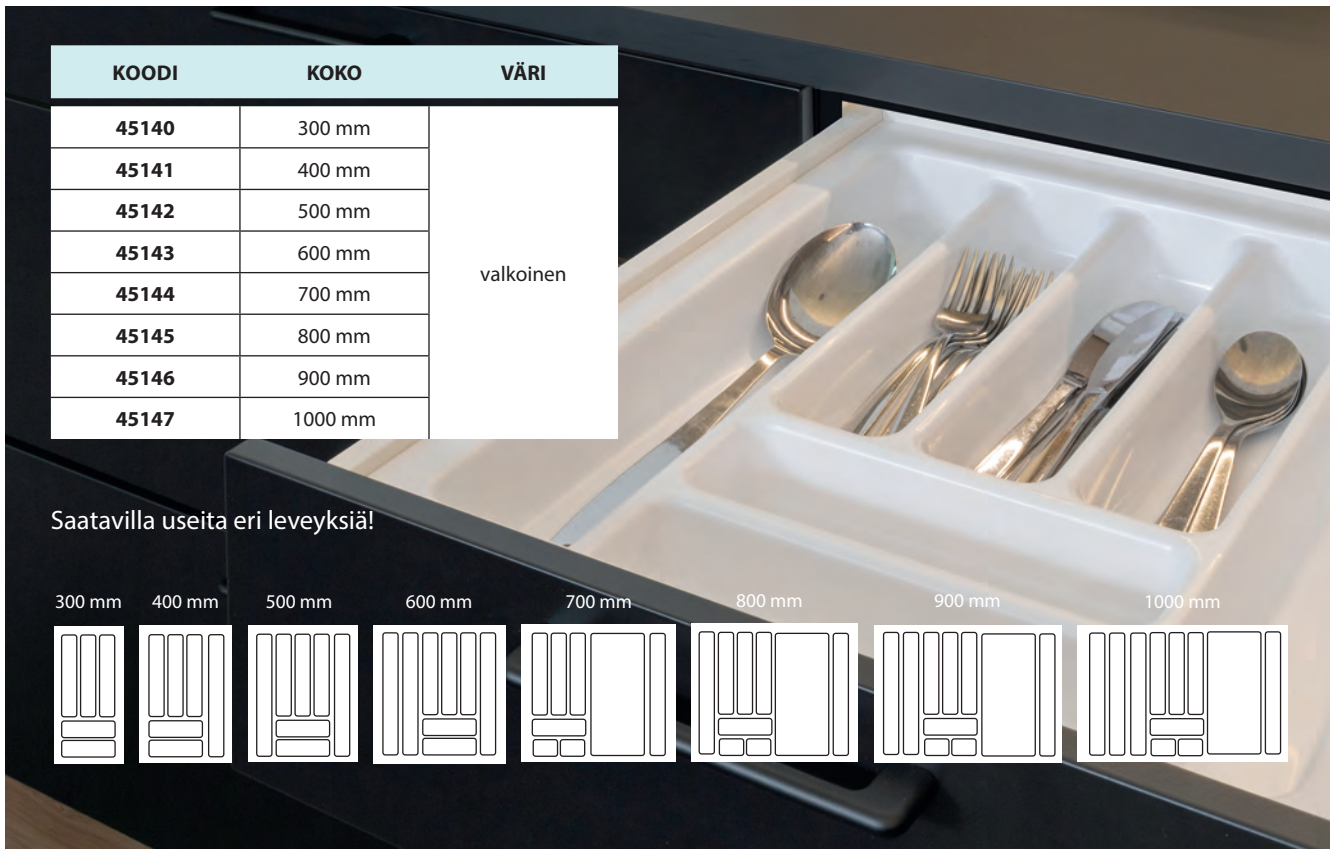 KOODI KOKO VÄRI
45140 300 mm
45141 400 mm
45142 500 mm
45143 600 mm
valkoinen
45144 700 mm
45145 800 mm
45146 900 mm
45147 1000 mm
Saatavilla useita eri leveyksiä!
300 mm 400 mm 500 mm 600 mm 700 mm 800 mm 900 mm 1000 mm